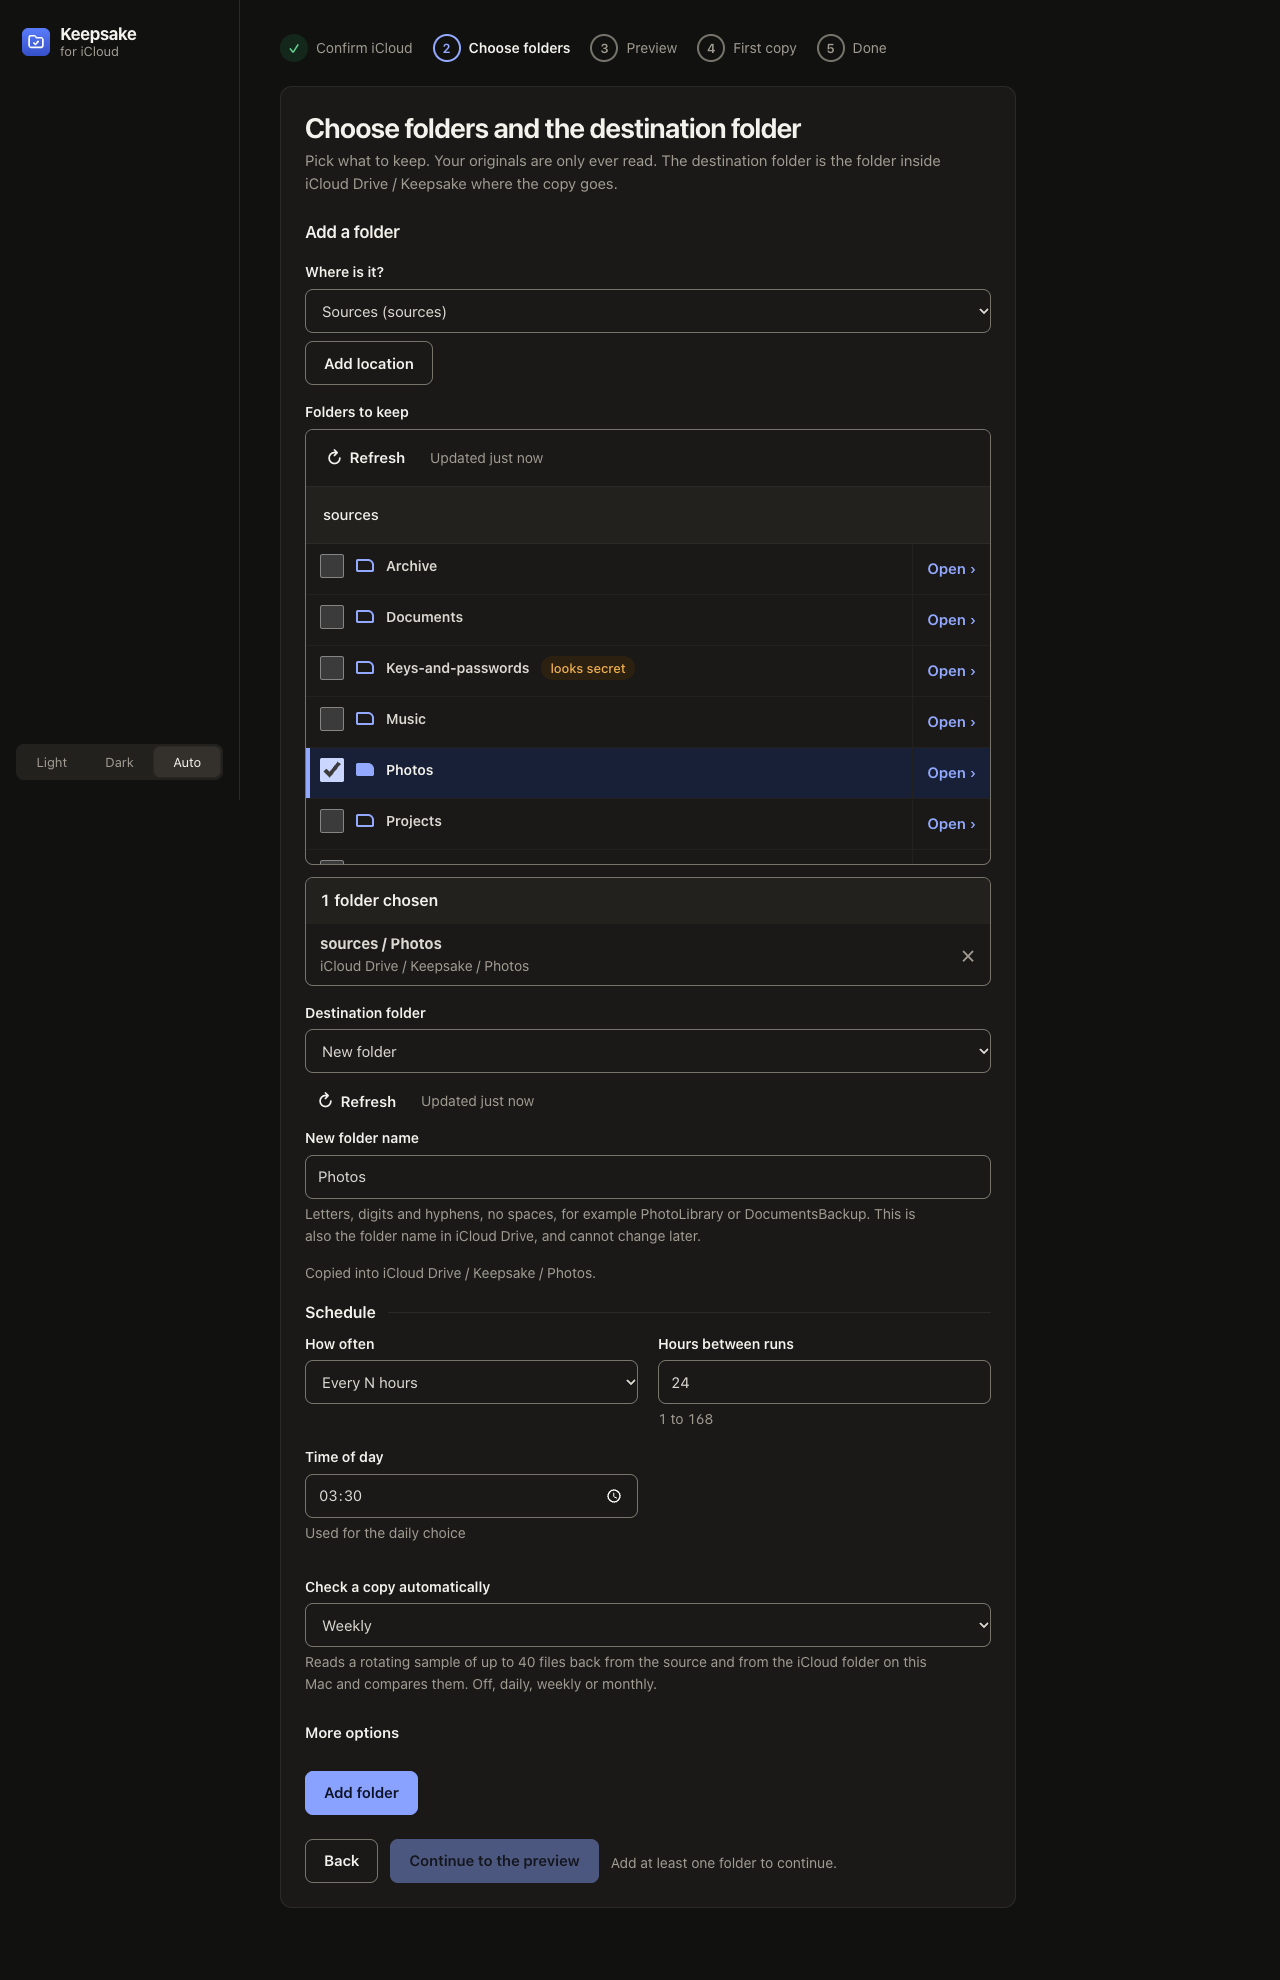 Keepsake
for iCloud
Confirm iCloud
2 Choose folders
3 Preview
4 First copy
5 Done
Choose folders and the destination folder
Pick what to keep. Your originals are only ever read. The destination folder is the folder inside
iCloud Drive / Keepsake where the copy goes.
Add a folder
Where is it?
Sources (sources)
Add location
Folders to keep
Refresh Updated just now
sources
Archive Open ›
Documents Open ›
Keys-and-passwords looks secret Open ›
Music Open ›
Photos Open ›
Projects Open ›
Light Dark Auto
1 folder chosen
sources / Photos
iCloud Drive / Keepsake / Photos
Destination folder
New folder
Refresh Updated just now
New folder name
Photos
Letters, digits and hyphens, no spaces, for example PhotoLibrary or DocumentsBackup. This is
also the folder name in iCloud Drive, and cannot change later.
Copied into iCloud Drive / Keepsake / Photos.
Schedule
How often
Every N hours
Hours between runs
24
1 to 168
Time of day
03:30
Used for the daily choice
Check a copy automatically
Weekly
Reads a rotating sample of up to 40 files back from the source and from the iCloud folder on this
Mac and compares them. Off, daily, weekly or monthly.
More options
Add folder
Back
Continue to the preview
Add at least one folder to continue.